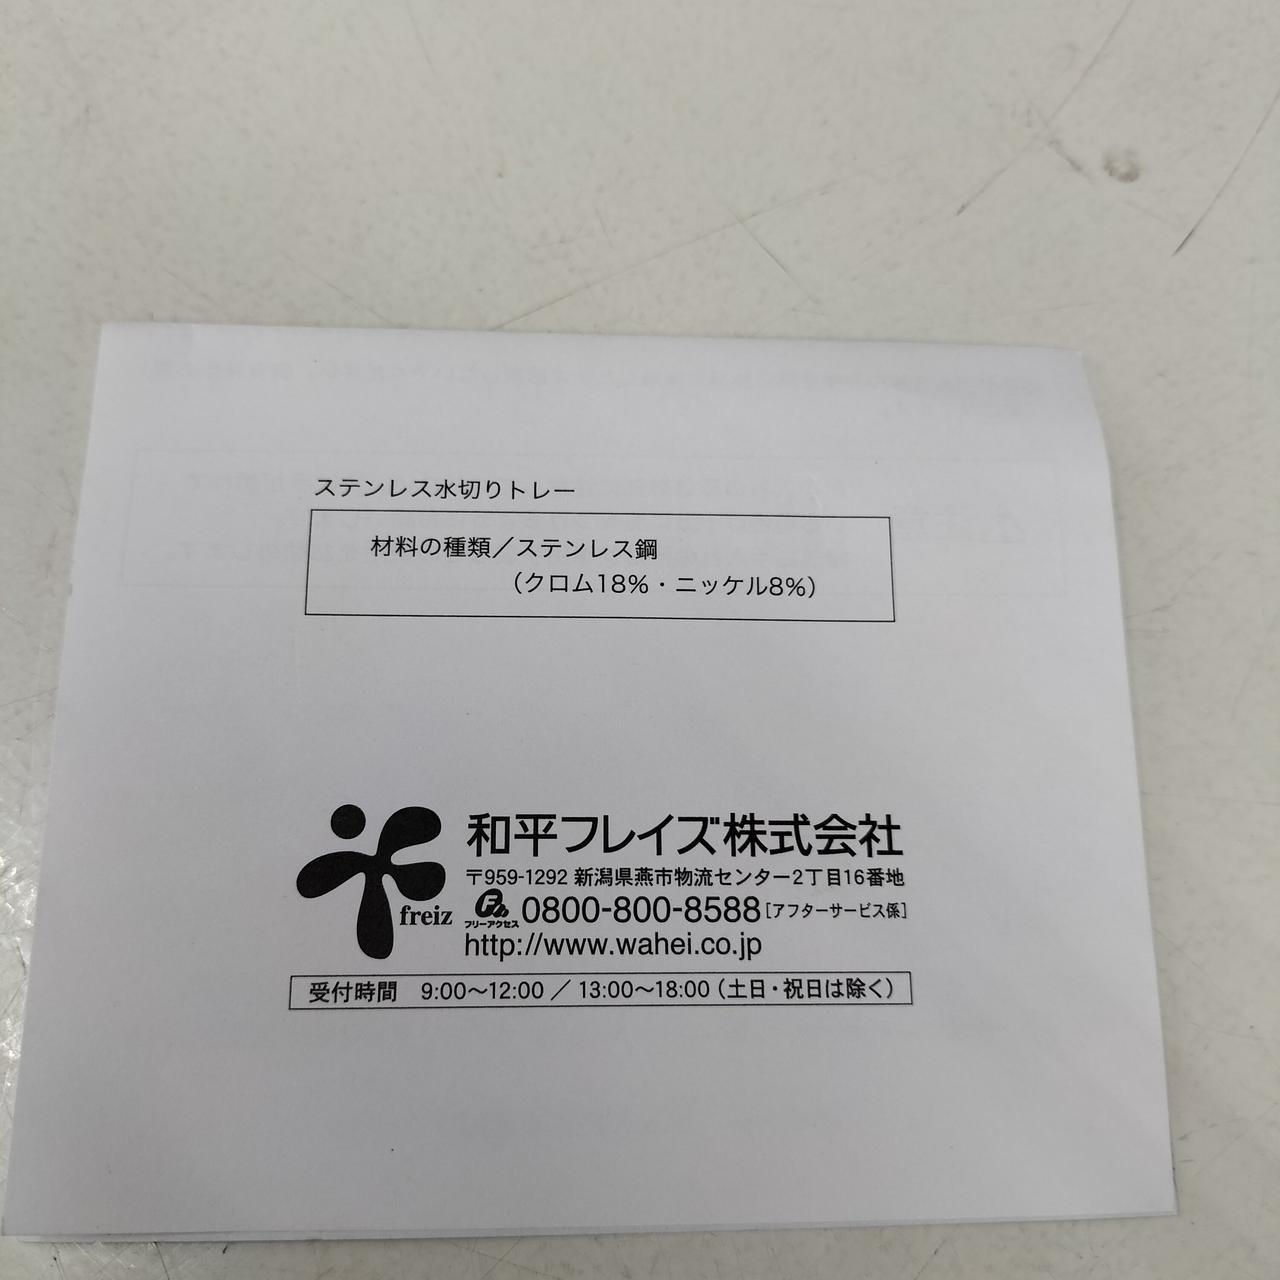 ステンレス水切りトレー
材料の種類／ステンレス鋼
（クロム18%・ニッケル8%）
和平フレイズ株式会社
〒959-1292 新潟県燕市物流センター2丁目16番地
フリーアクセス 0800-800-8588［アフターサービス係］
freiz
http://www.wahei.co.jp
受付時間　9:00〜12:00 ／ 13:00〜18:00（土日・祝日は除く）